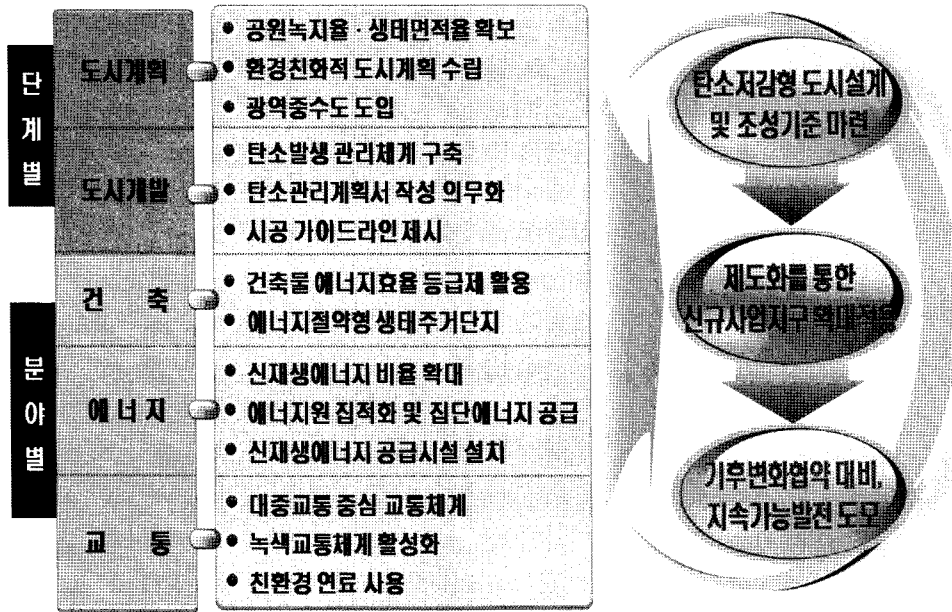 단계별
도시계획
• 공원녹지율 · 생태면적율 확보
• 환경친화적 도시계획 수립
• 광역중수도 도입
도시개발
• 탄소발생 관리체계 구축
• 탄소관리계획서 작성 의무화
• 시공 가이드라인 제시
분야별
건 축
• 건축물 에너지효율 등급제 활용
• 에너지절약형 생태주거단지
에 너 지
• 신재생에너지 비율 확대
• 에너지원 집적화 및 집단에너지 공급
• 신재생에너지 공급시설 설치
교 통
• 대중교통 중심 교통체계
• 녹색교통체계 활성화
• 친환경 연료 사용
탄소저감형 도시설계
및 조성기준 마련
제도화를 통한
신규사업지구 확대적용
기후변화협약 대비,
지속가능발전 도모